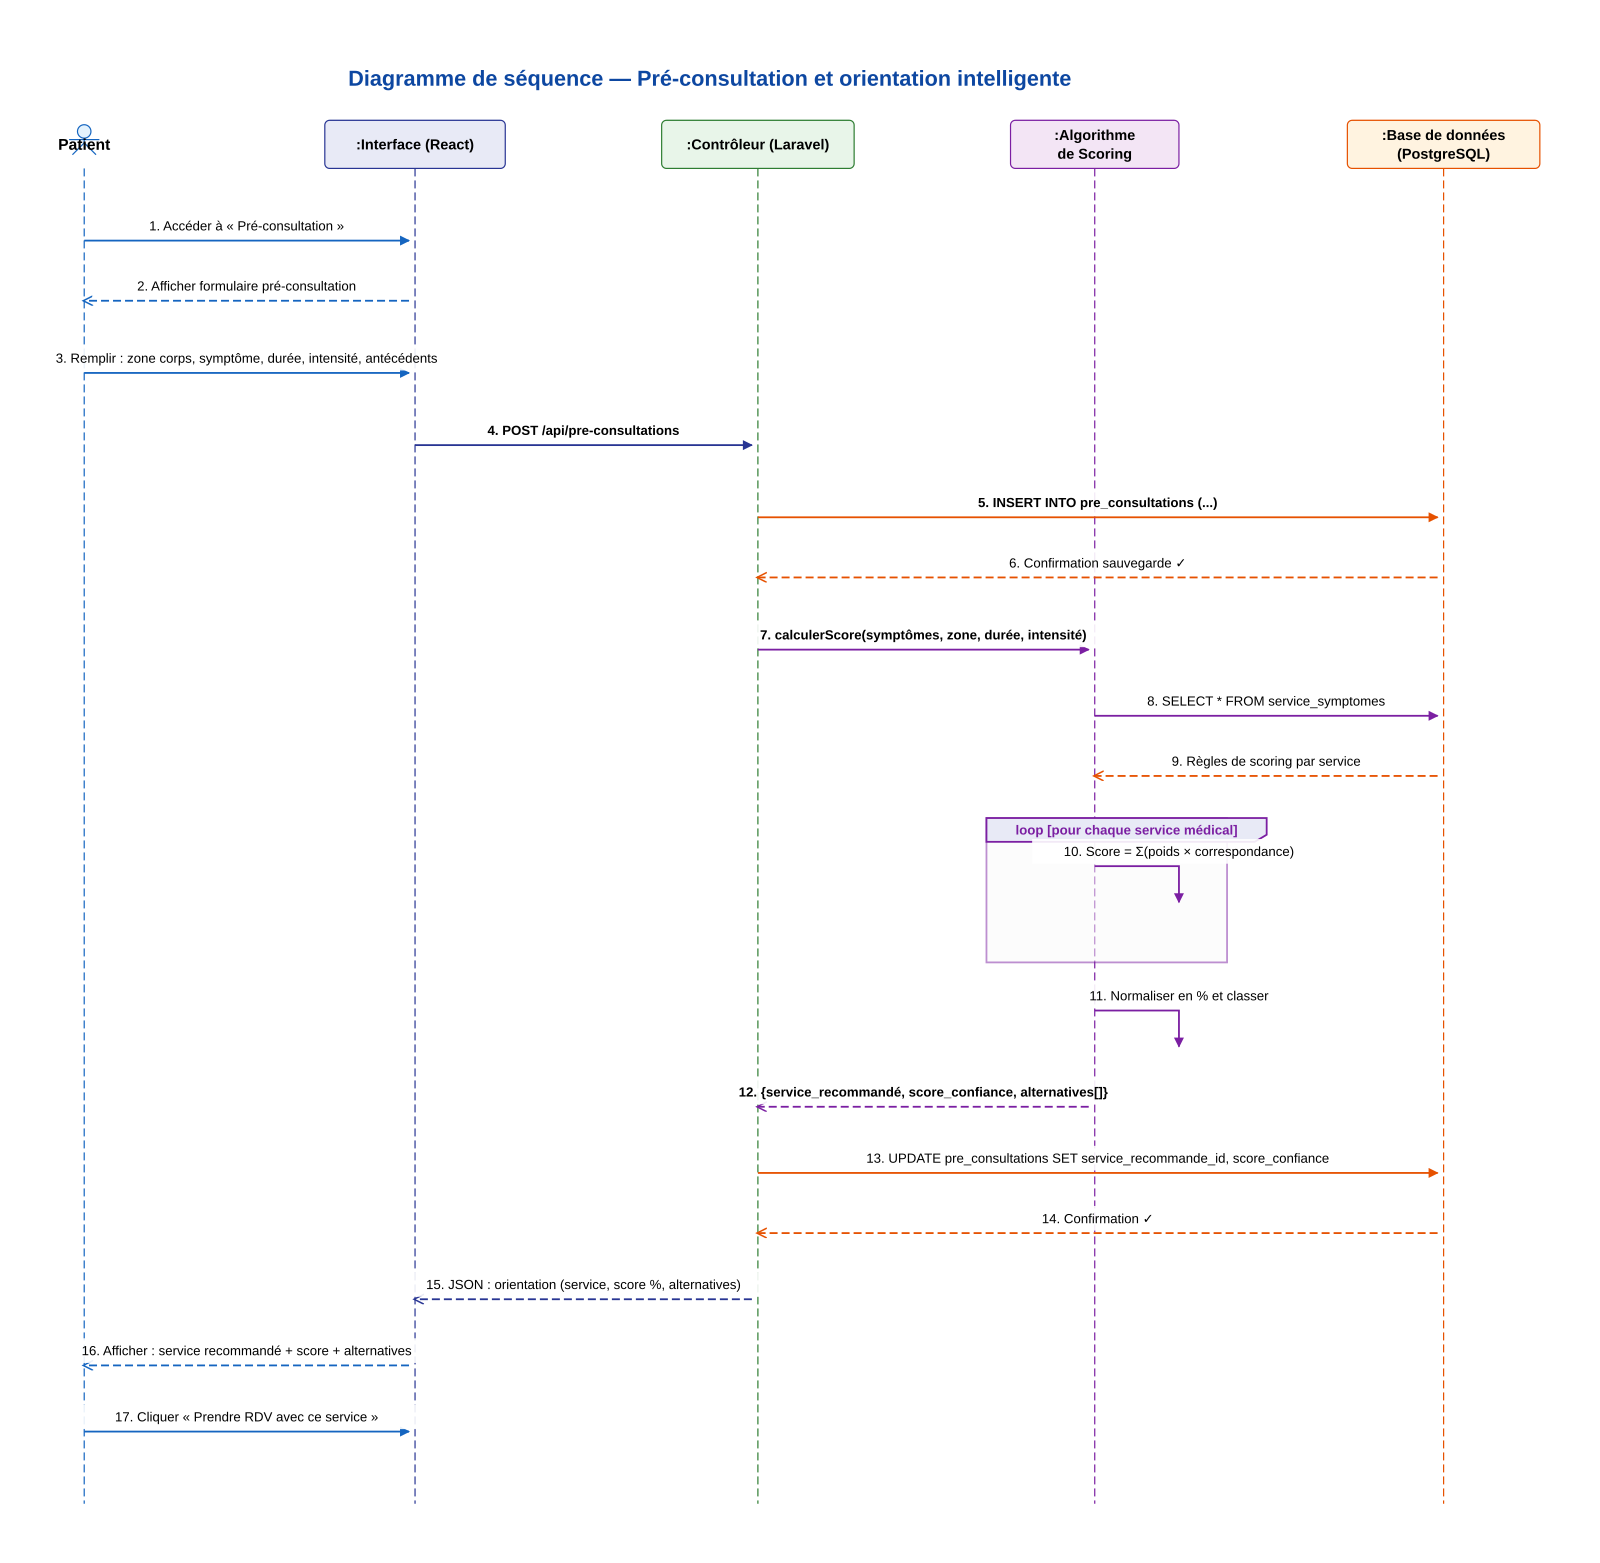 Diagramme de séquence — Pré-consultation et orientation intelligente
Patient
:Interface (React)
:Contrôleur (Laravel)
:Algorithme
de Scoring
:Base de données
(PostgreSQL)
1. Accéder à « Pré-consultation »
2. Afficher formulaire pré-consultation
3. Remplir : zone corps, symptôme, durée, intensité, antécédents
4. POST /api/pre-consultations
5. INSERT INTO pre_consultations (...)
6. Confirmation sauvegarde ✓
7. calculerScore(symptômes, zone, durée, intensité)
8. SELECT * FROM service_symptomes
9. Règles de scoring par service
loop [pour chaque service médical]
10. Score = Σ(poids × correspondance)
11. Normaliser en % et classer
12. {service_recommandé, score_confiance, alternatives[]}
13. UPDATE pre_consultations SET service_recommande_id, score_confiance
14. Confirmation ✓
15. JSON : orientation (service, score %, alternatives)
16. Afficher : service recommandé + score + alternatives
17. Cliquer « Prendre RDV avec ce service »